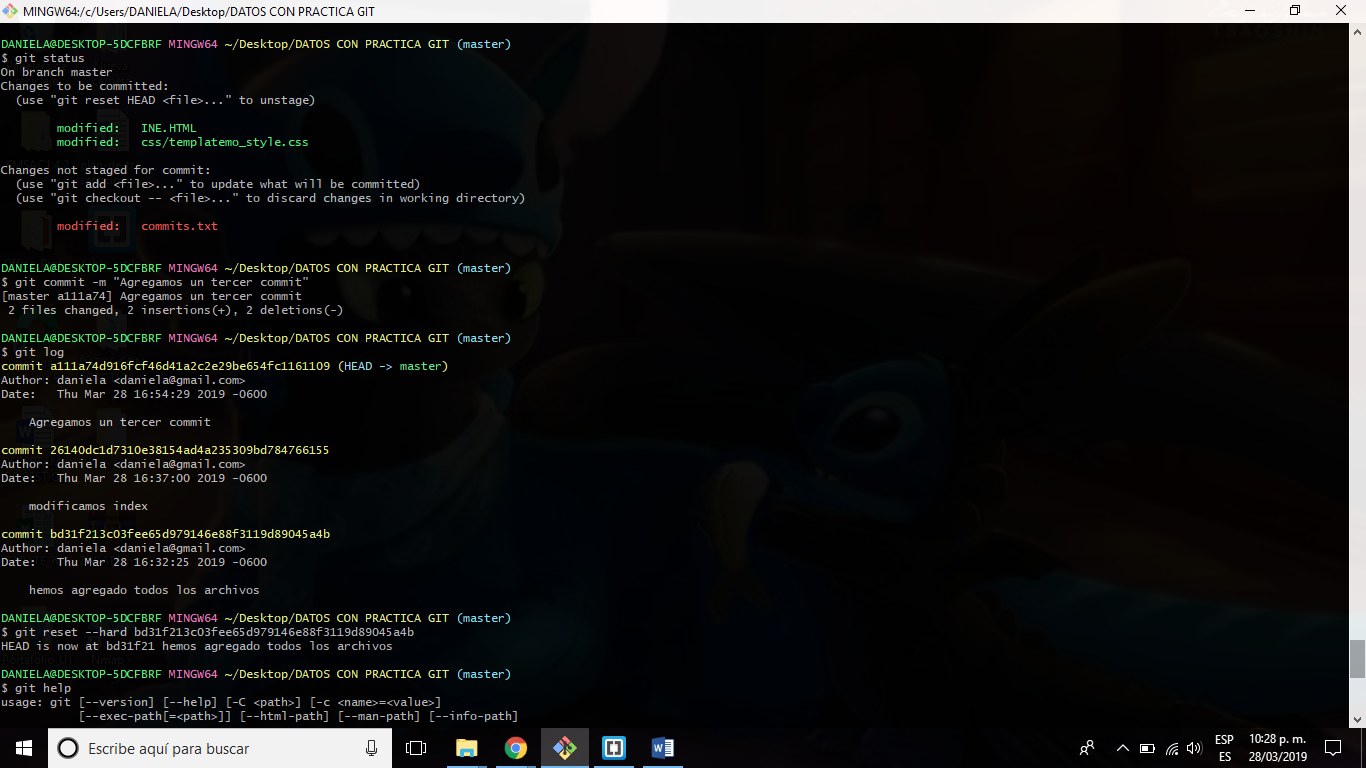 MINGW64:/c/Users/DANIELA/Desktop/DATOS CON PRACTICA GIT
DANIELA@DESKTOP-5DCFBRF MINGW64 ~/Desktop/DATOS CON PRACTICA GIT (master)
$ git status
On branch master
Changes to be committed:
  (use "git reset HEAD <file>..." to unstage)
        modified:   INE.HTML
        modified:   css/templatemo_style.css
Changes not staged for commit:
  (use "git add <file>..." to update what will be committed)
  (use "git checkout -- <file>..." to discard changes in working directory)
        modified:   commits.txt
DANIELA@DESKTOP-5DCFBRF MINGW64 ~/Desktop/DATOS CON PRACTICA GIT (master)
$ git commit -m "Agregamos un tercer commit"
[master a111a74] Agregamos un tercer commit
 2 files changed, 2 insertions(+), 2 deletions(-)
DANIELA@DESKTOP-5DCFBRF MINGW64 ~/Desktop/DATOS CON PRACTICA GIT (master)
$ git log
commit a111a74d916fcf46d41a2c2e29be654fc1161109 (HEAD -> master)
Author: daniela <daniela@gmail.com>
Date:   Thu Mar 28 16:54:29 2019 -0600
    Agregamos un tercer commit
commit 26140dc1d7310e38154ad4a235309bd784766155
Author: daniela <daniela@gmail.com>
Date:   Thu Mar 28 16:37:00 2019 -0600
    modificamos index
commit bd31f213c03fee65d979146e88f3119d89045a4b
Author: daniela <daniela@gmail.com>
Date:   Thu Mar 28 16:32:25 2019 -0600
    hemos agregado todos los archivos
DANIELA@DESKTOP-5DCFBRF MINGW64 ~/Desktop/DATOS CON PRACTICA GIT (master)
$ git reset --hard bd31f213c03fee65d979146e88f3119d89045a4b
HEAD is now at bd31f21 hemos agregado todos los archivos
DANIELA@DESKTOP-5DCFBRF MINGW64 ~/Desktop/DATOS CON PRACTICA GIT (master)
$ git help
usage: git [--version] [--help] [-C <path>] [-c <name>=<value>]
           [--exec-path[=<path>]] [--html-path] [--man-path] [--info-path]
Escribe aquí para buscar
ESP
ES
10:28 p. m.
28/03/2019